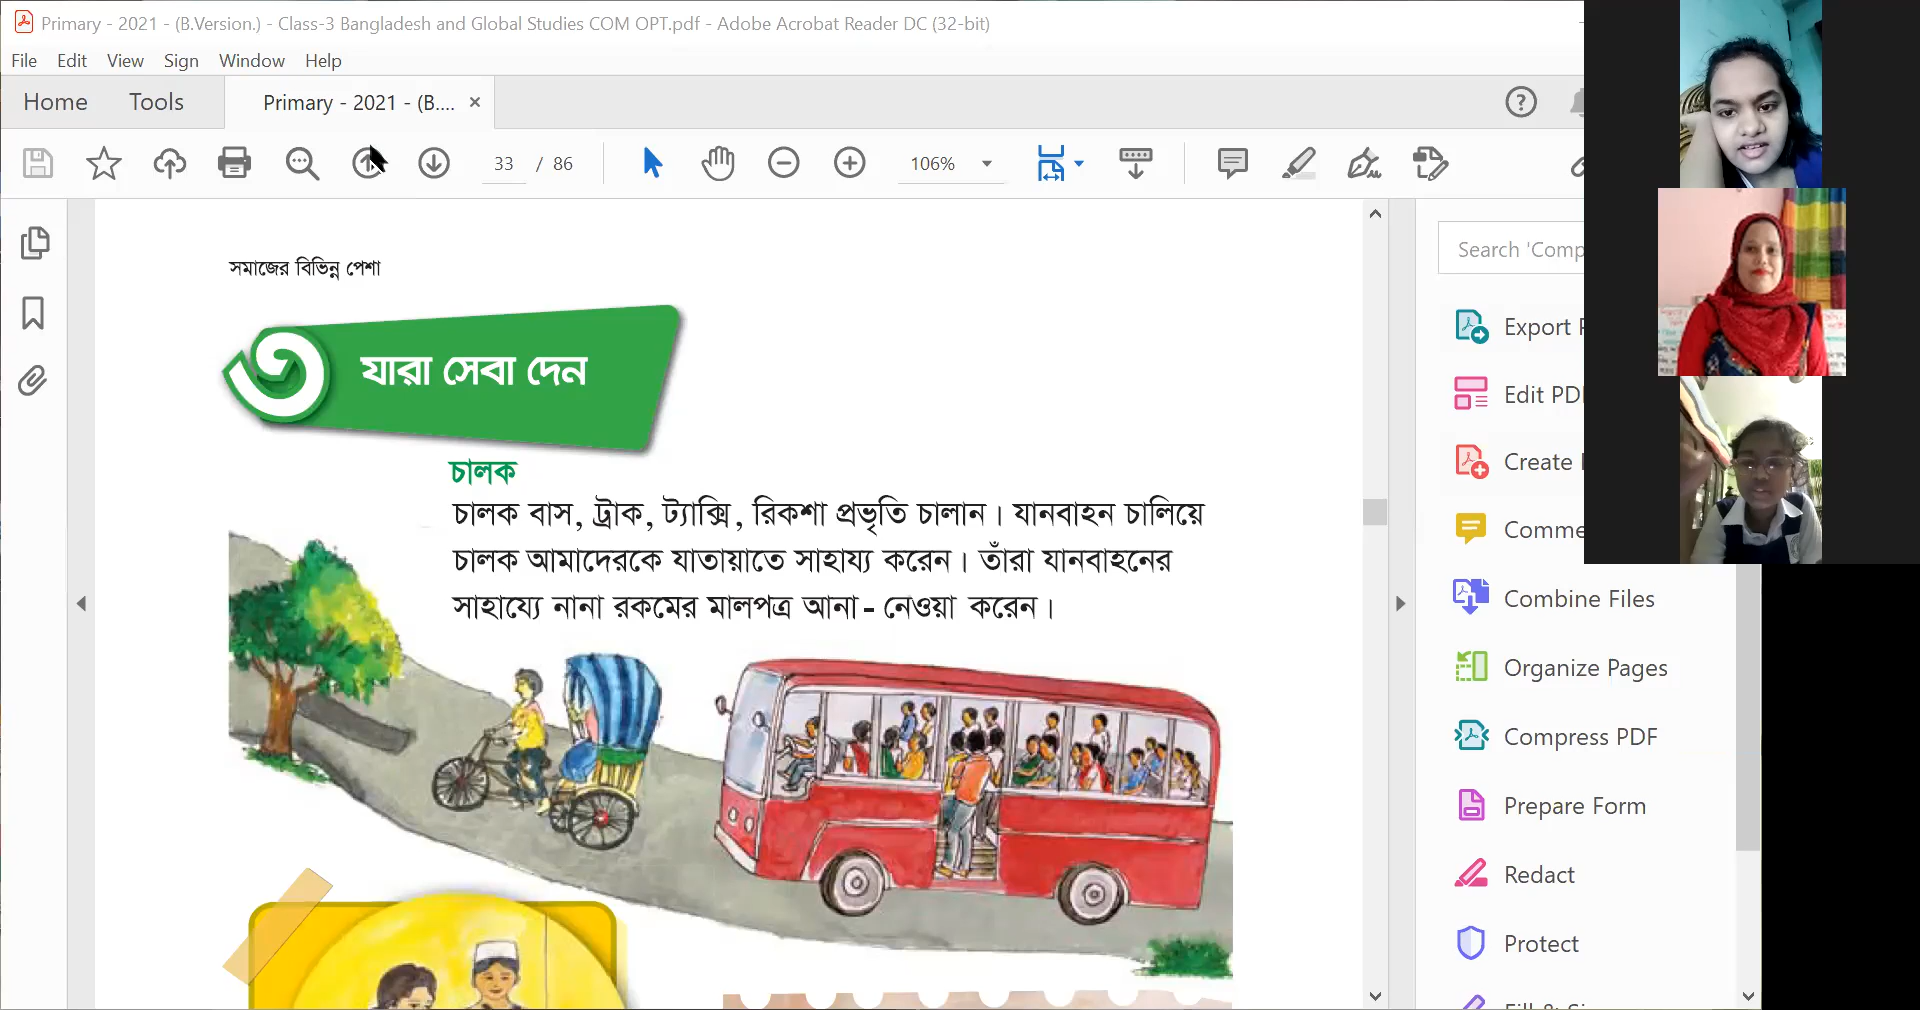 Primary - 2021 - (B.Version.) - Class-3 Bangladesh and Global Studies COM OPT.pdf - Adobe Acrobat Reader DC (32-bit)
File Edit View Sign Window Help
Home Tools Primary - 2021 - (B.... ×
33 / 86 106%
সমাজের বিভিন্ন পেশা
৩ যারা সেবা দেন
চালক
চালক বাস, ট্রাক, ট্যাক্সি, রিকশা প্রভৃতি চালান। যানবাহন চালিয়ে
চালক আমাদেরকে যাতায়াতে সাহায্য করেন। তাঁরা যানবাহনের
সাহায্যে নানা রকমের মালপত্র আনা- নেওয়া করেন।
Search 'Comp
Export
Edit PD
Create
Comme
Combine Files
Organize Pages
Compress PDF
Prepare Form
Redact
Protect